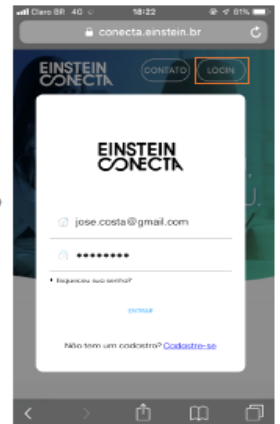 Claro BR 4G 18:22 81%
conecta.einstein.br
EINSTEIN
CONECTA
CONTATO
LOGIN
EINSTEIN
CONECTA
jose.costa@gmail.com
••••••••
Esqueceu sua senha?
ENTRAR
Não tem um cadastro? Cadastre-se